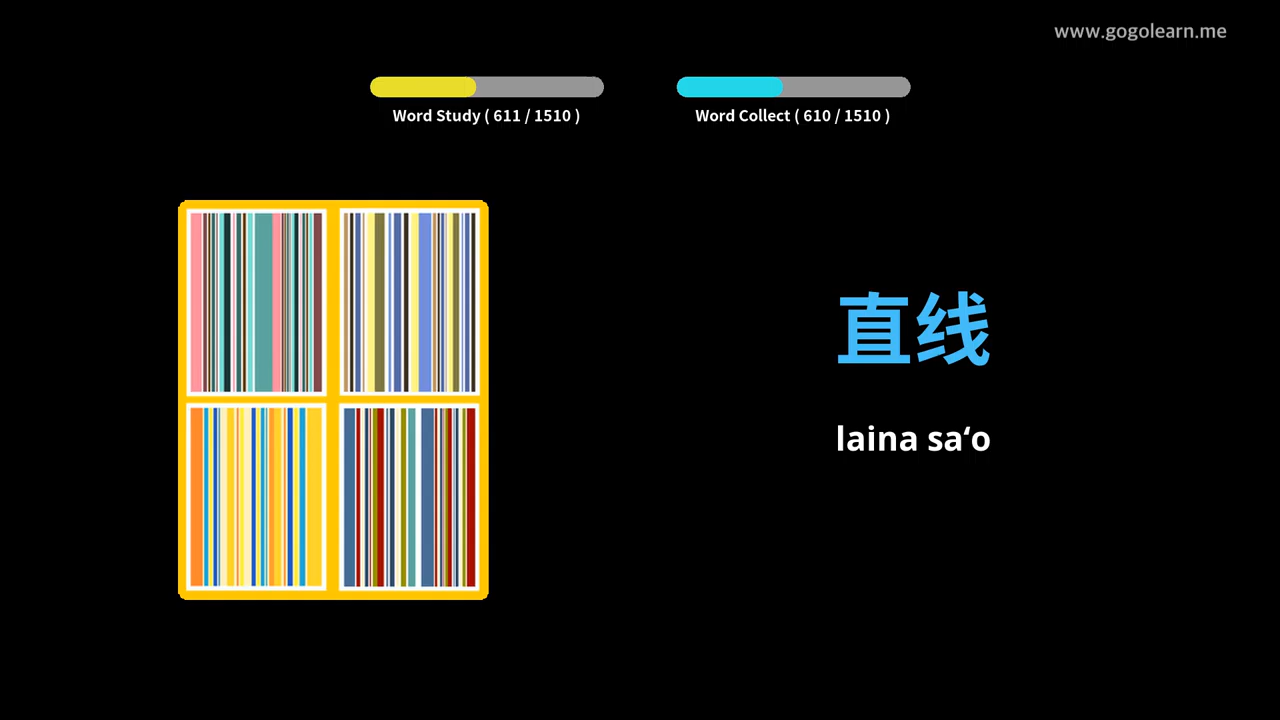 www.gogolearn.me
Word Study ( 611 / 1510 )
Word Collect ( 610 / 1510 )
直线
laina sa‘o